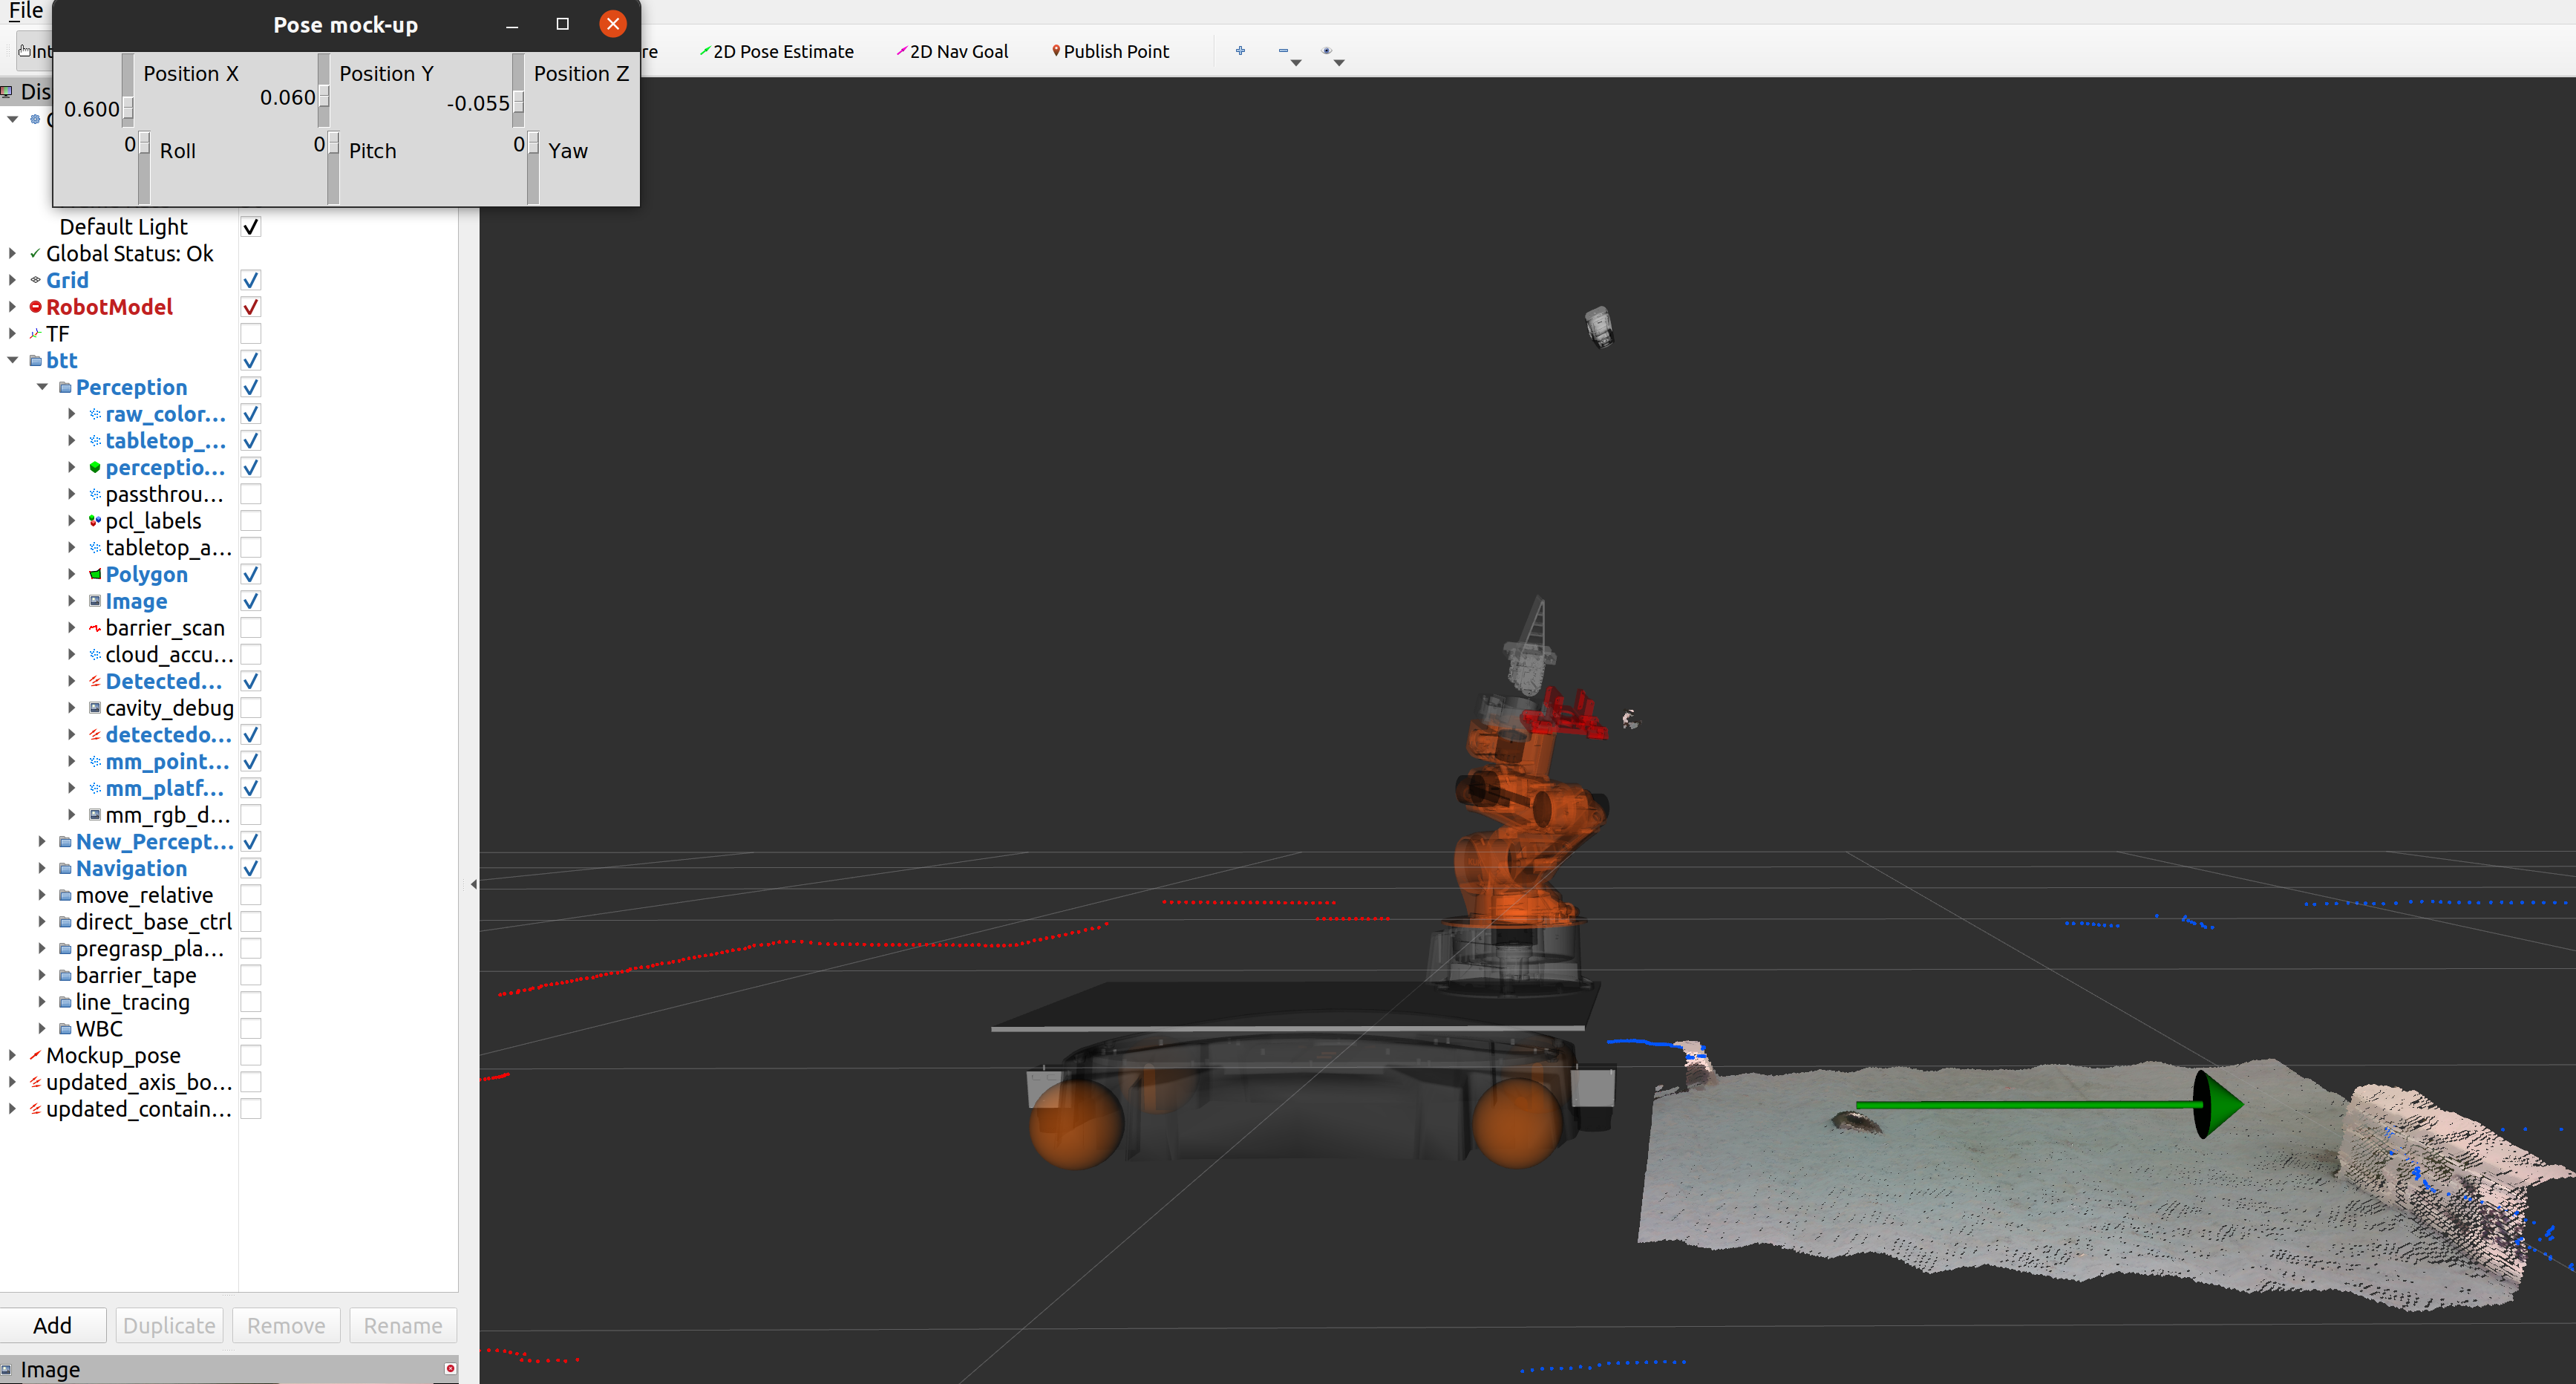 File
Pose mock-up
Int
re
2D Pose Estimate
2D Nav Goal
Publish Point
Position X
Position Y
Position Z
0.600
0.060
-0.055
0
Roll
0
Pitch
0
Yaw
Dis
Default Light
Global Status: Ok
Grid
RobotModel
TF
btt
Perception
raw_color...
tabletop_...
perceptio...
passthrou...
pcl_labels
tabletop_a...
Polygon
Image
barrier_scan
cloud_accu...
Detected...
cavity_debug
detectedo...
mm_point...
mm_platf...
mm_rgb_d...
New_Percept...
Navigation
move_relative
direct_base_ctrl
pregrasp_pla...
barrier_tape
line_tracing
WBC
Mockup_pose
updated_axis_bo...
updated_contain...
Add
Duplicate
Remove
Rename
Image